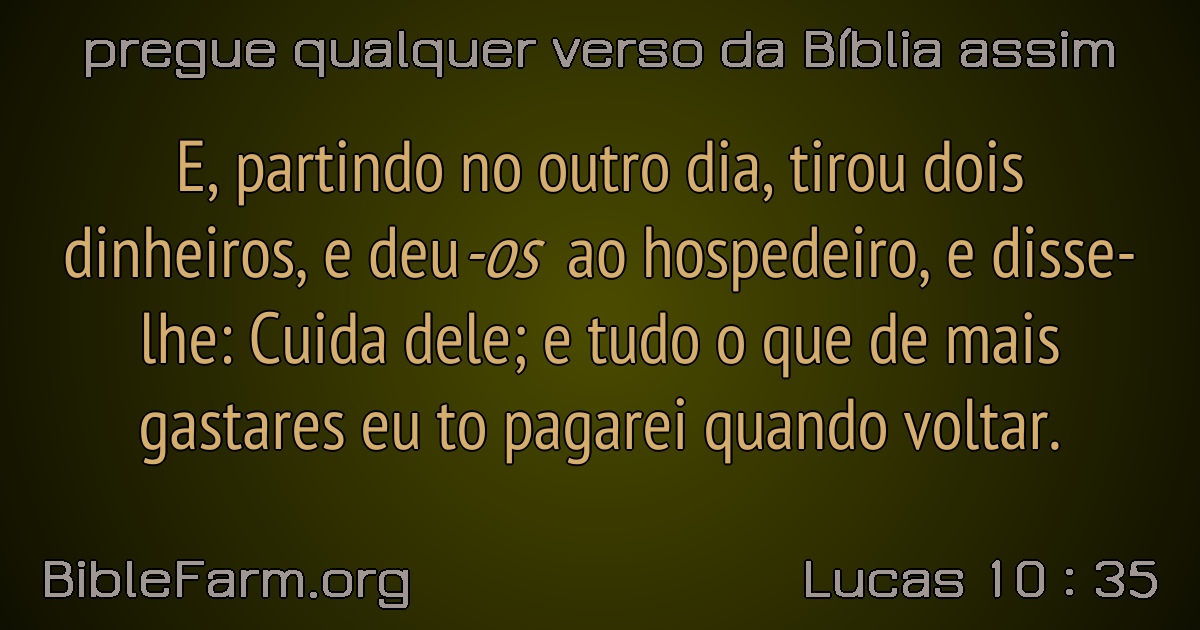 pregue qualquer verso da Bíblia assim
E, partindo no outro dia, tirou dois
dinheiros, e deu-os ao hospedeiro, e disse-
lhe: Cuida dele; e tudo o que de mais
gastares eu to pagarei quando voltar.
BibleFarm.org
Lucas 10 : 35